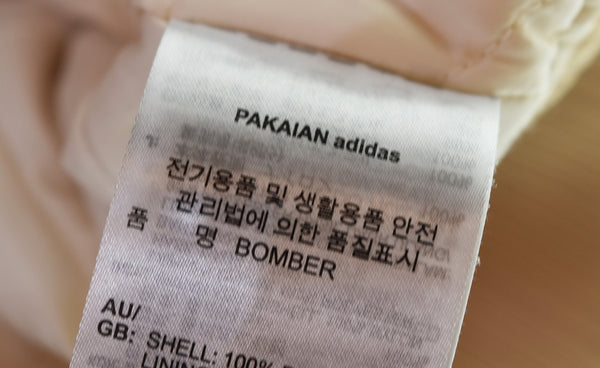 PAKAIAN adidas
전기용품 및 생활용품 안전
관리법에 의한 품질표시
품 명 BOMBER
AU/
GB: SHELL: 100%
LINING